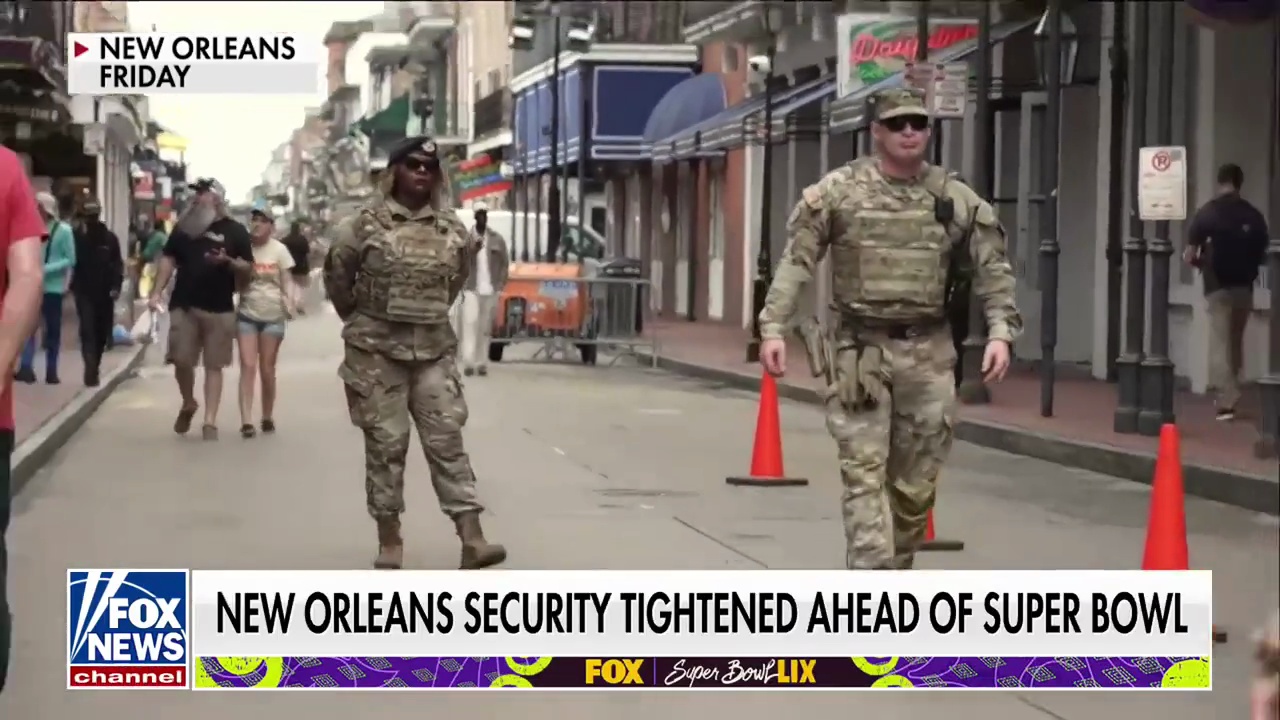 NEW ORLEANS
FRIDAY
FOX
NEWS
channel
NEW ORLEANS SECURITY TIGHTENED AHEAD OF SUPER BOWL
FOX Super Bowl LIX